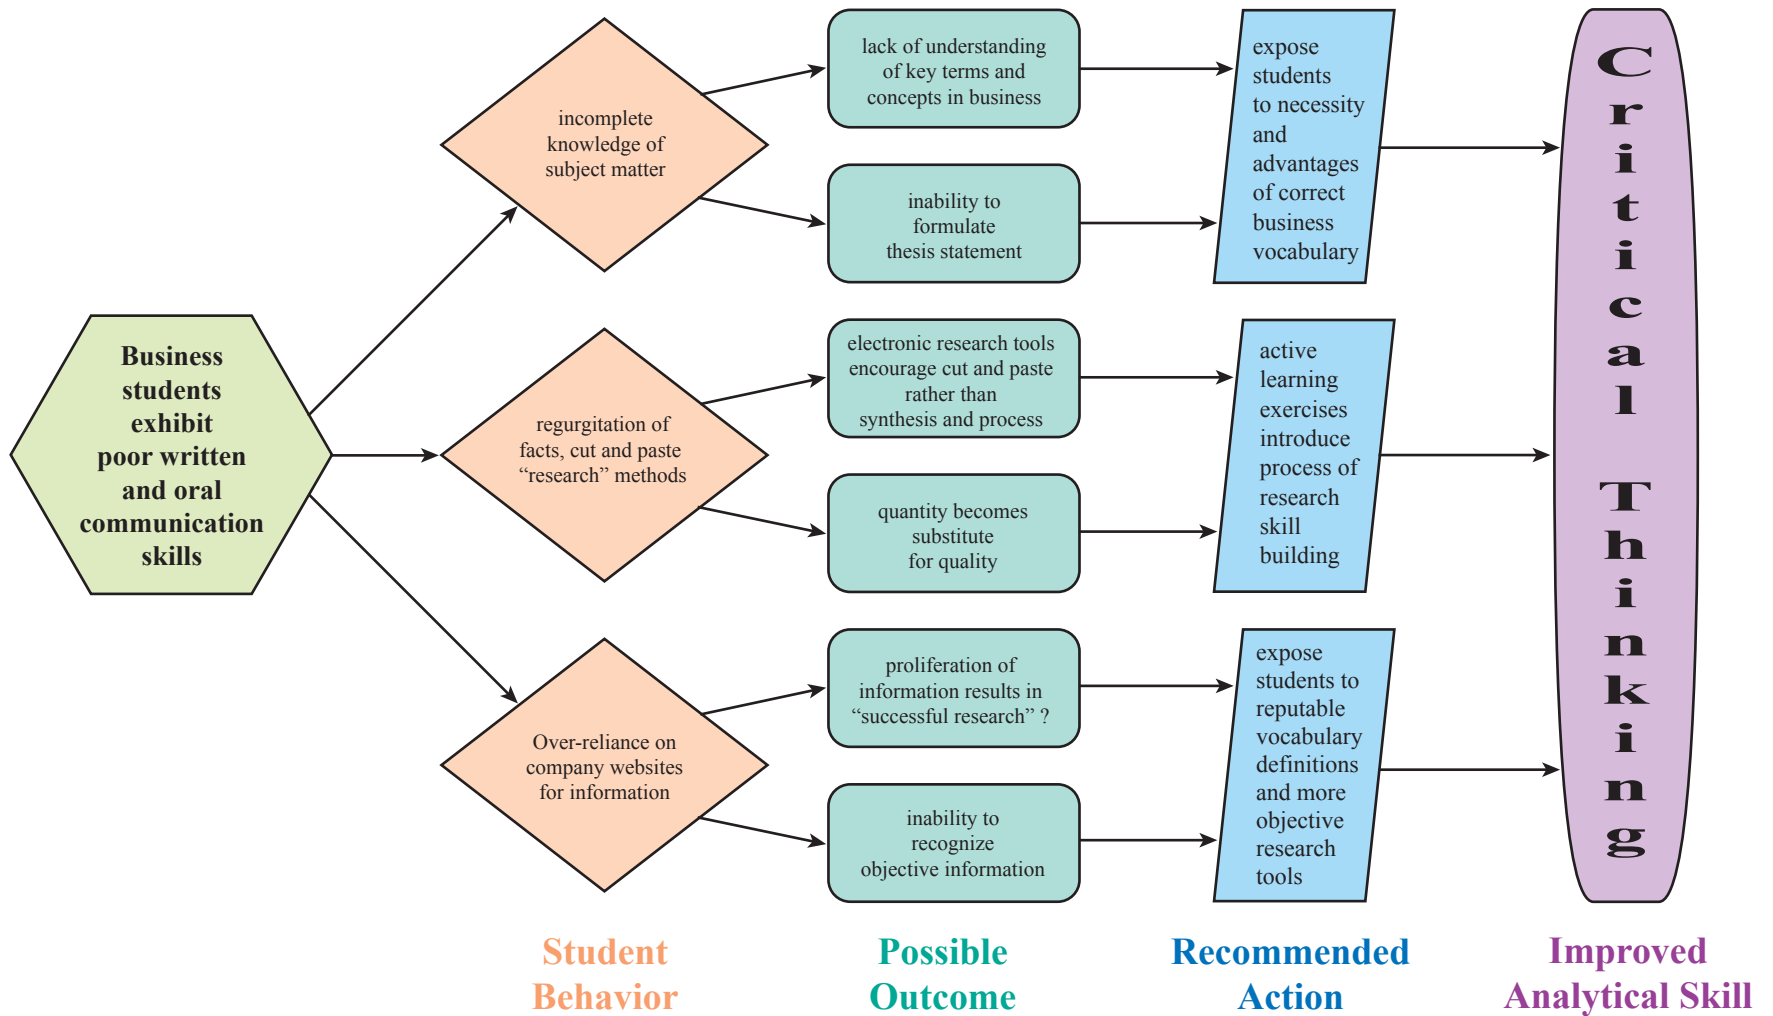 Business
students
exhibit
poor written
and oral
communication
skills
incomplete
knowledge of
subject matter
regurgitation of
facts, cut and paste
“research” methods
Over-reliance on
company websites
for information
lack of understanding
of key terms and
concepts in business
inability to
formulate
thesis statement
electronic research tools
encourage cut and paste
rather than
synthesis and process
quantity becomes
substitute
for quality
proliferation of
information results in
“successful research” ?
inability to
recognize
objective information
expose
students
to necessity
and
advantages
of correct
business
vocabulary
active
learning
exercises
introduce
process of
research
skill
building
expose
students to
reputable
vocabulary
definitions
and more
objective
research
tools
Critical Thinking
Student
Behavior
Possible
Outcome
Recommended
Action
Improved
Analytical Skill